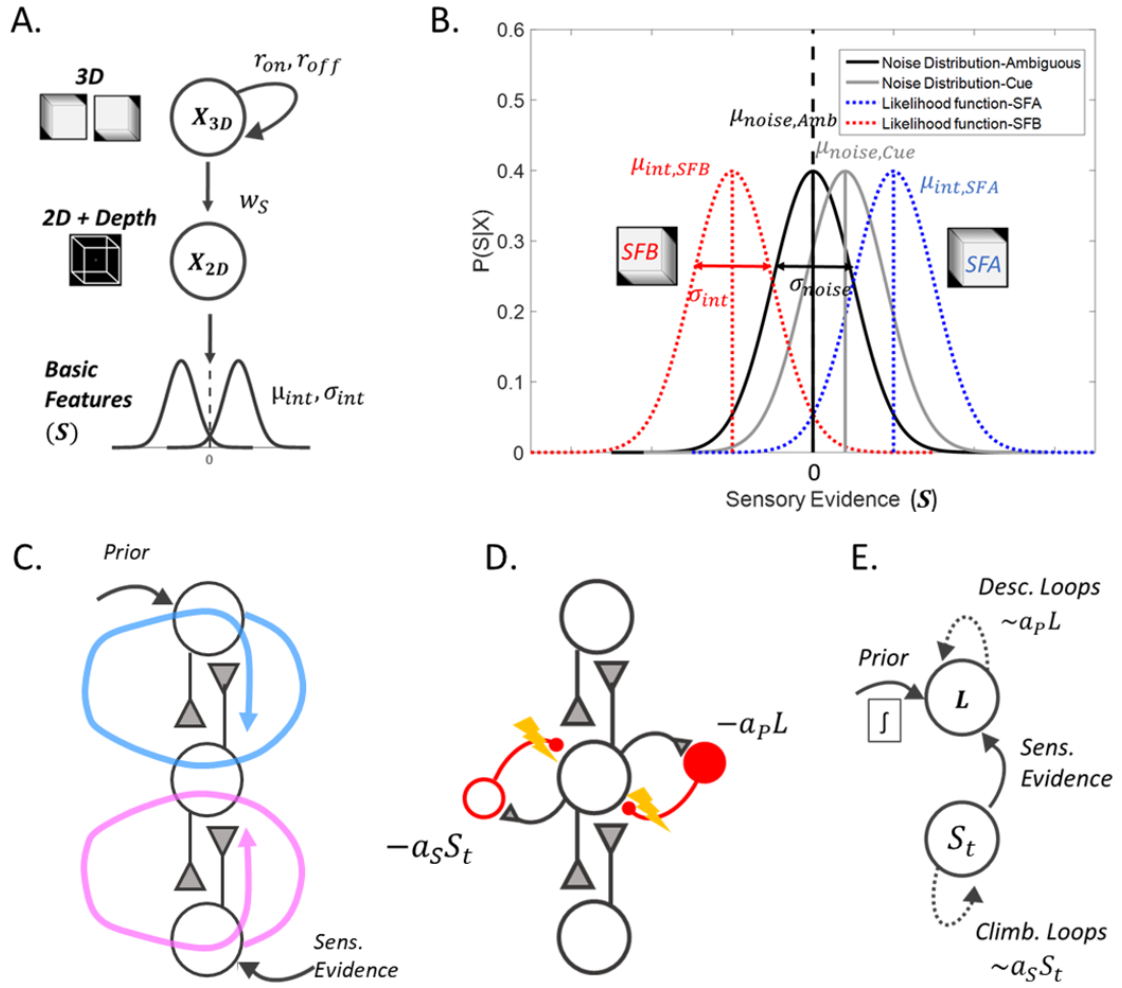 A.
3D
r_on, r_off
X_3D
w_S
2D + Depth
X_2D
Basic
Features
(S)
μ_int, σ_int
0
B.
0.6
0.5
0.4
0.3
0.2
0.1
0
P(S|X)
Noise Distribution-Ambiguous
Noise Distribution-Cue
Likelihood function-SFA
Likelihood function-SFB
μ_noise,Amb
μ_noise,Cue
μ_int,SFB
μ_int,SFA
SFB
SFA
σ_int
σ_noise
0
Sensory Evidence (S)
C.
Prior
Sens.
Evidence
D.
−a_P L
−a_S S_t
E.
Desc. Loops
~a_P L
Prior
∫
L
Sens.
Evidence
S_t
Climb. Loops
~a_S S_t